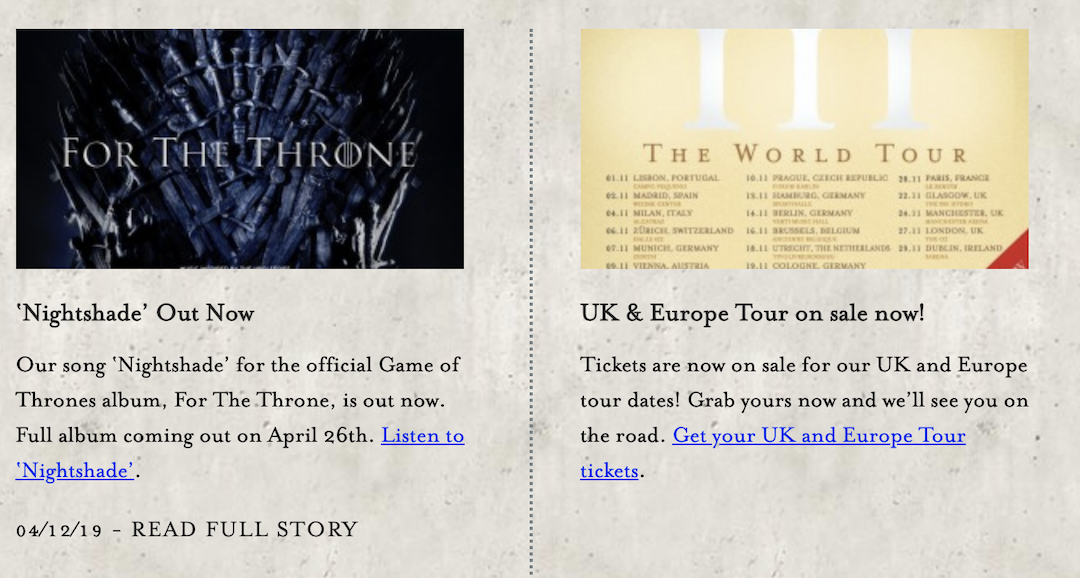 FOR THE THRONE
‘Nightshade’ Out Now
Our song ‘Nightshade’ for the official Game of
Thrones album, For The Throne, is out now.
Full album coming out on April 26th. Listen to
‘Nightshade’.
04/12/19 – READ FULL STORY
III
THE WORLD TOUR
01.11 LISBON, PORTUGAL
02.11 MADRID, SPAIN
04.11 MILAN, ITALY
06.11 ZÜRICH, SWITZERLAND
07.11 MUNICH, GERMANY
09.11 VIENNA, AUSTRIA
10.11 PRAGUE, CZECH REPUBLIC
13.11 HAMBURG, GERMANY
14.11 BERLIN, GERMANY
16.11 BRUSSELS, BELGIUM
18.11 UTRECHT, THE NETHERLANDS
19.11 COLOGNE, GERMANY
PARIS, FRANCE
22.11 GLASGOW, UK
24.11 MANCHESTER, UK
27.11 LONDON, UK
29.11 DUBLIN, IRELAND
UK & Europe Tour on sale now!
Tickets are now on sale for our UK and Europe
tour dates! Grab yours now and we’ll see you on
the road. Get your UK and Europe Tour
tickets.